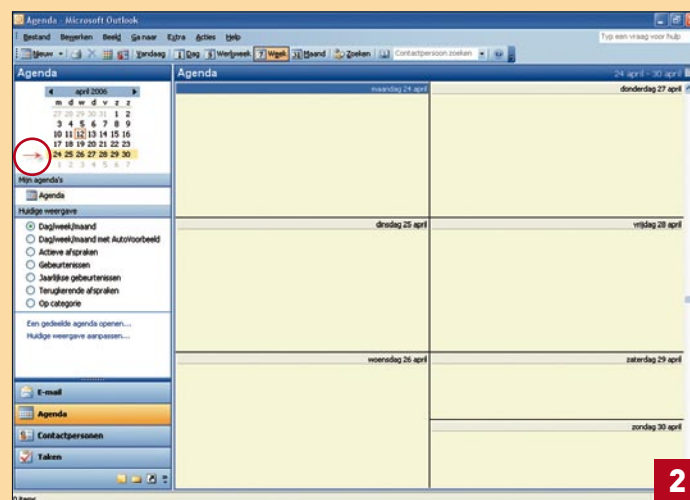 Agenda - Microsoft Outlook
Bestand Bewerken Beeld Ga naar Extra Acties Help
Typ een vraag voor hulp
Nieuw Vandaag 1 Dag 5 Werkweek 7 Week 31 Maand Zoeken Contactpersoon zoeken
Agenda
april 2006
m d w d v z z
27 28 29 30 31 1 2
3 4 5 6 7 8 9
10 11 12 13 14 15 16
17 18 19 20 21 22 23
24 25 26 27 28 29 30
1 2 3 4 5 6 7
Mijn agenda's
Agenda
Huidige weergave
Dag/week/maand
Dag/week/maand met AutoVoorbeeld
Actieve afspraken
Gebeurtenissen
Jaarlijkse gebeurtenissen
Terugkerende afspraken
Op categorie
Een gedeelde agenda openen...
Huidige weergave aanpassen...
E-mail
Agenda
Contactpersonen
Taken
0 Items
Agenda 24 april - 30 april
maandag 24 april
donderdag 27 april
dinsdag 25 april
vrijdag 28 april
woensdag 26 april
zaterdag 29 april
zondag 30 april
2